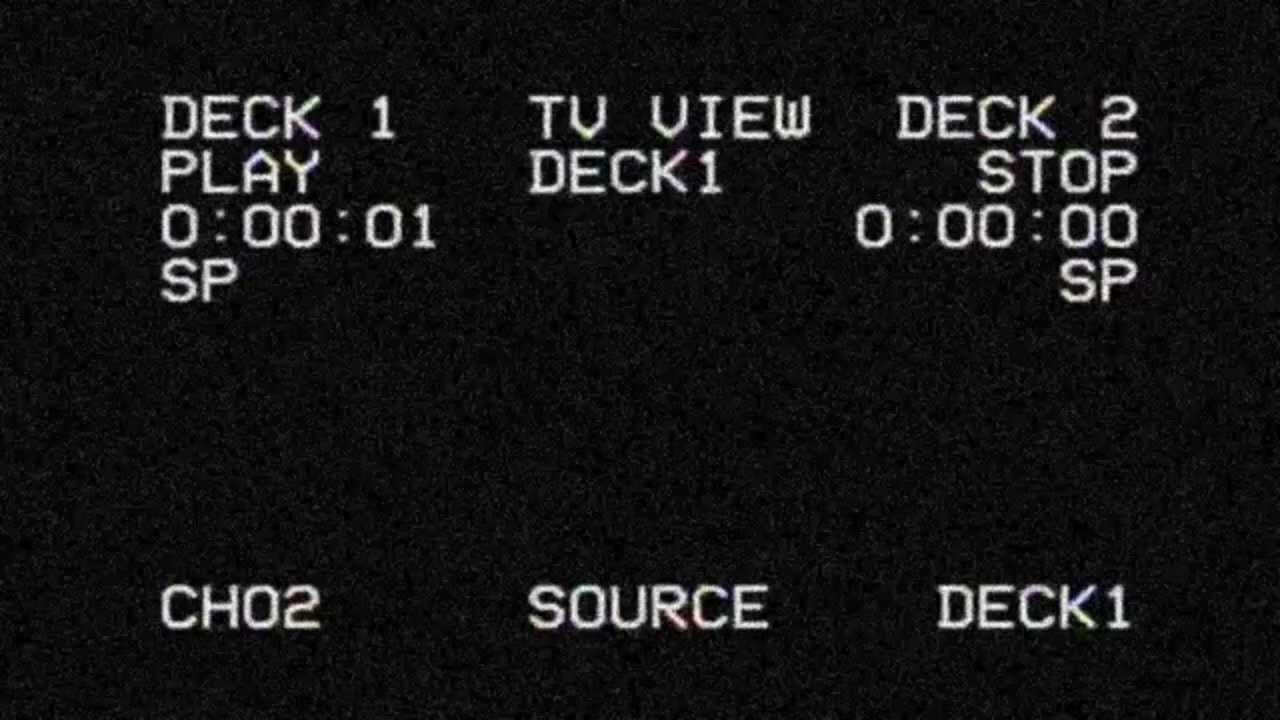 DECK 1 TV VIEW DECK 2
PLAY DECK1 STOP
0:00:01 0:00:00
SP SP
CH02 SOURCE DECK1